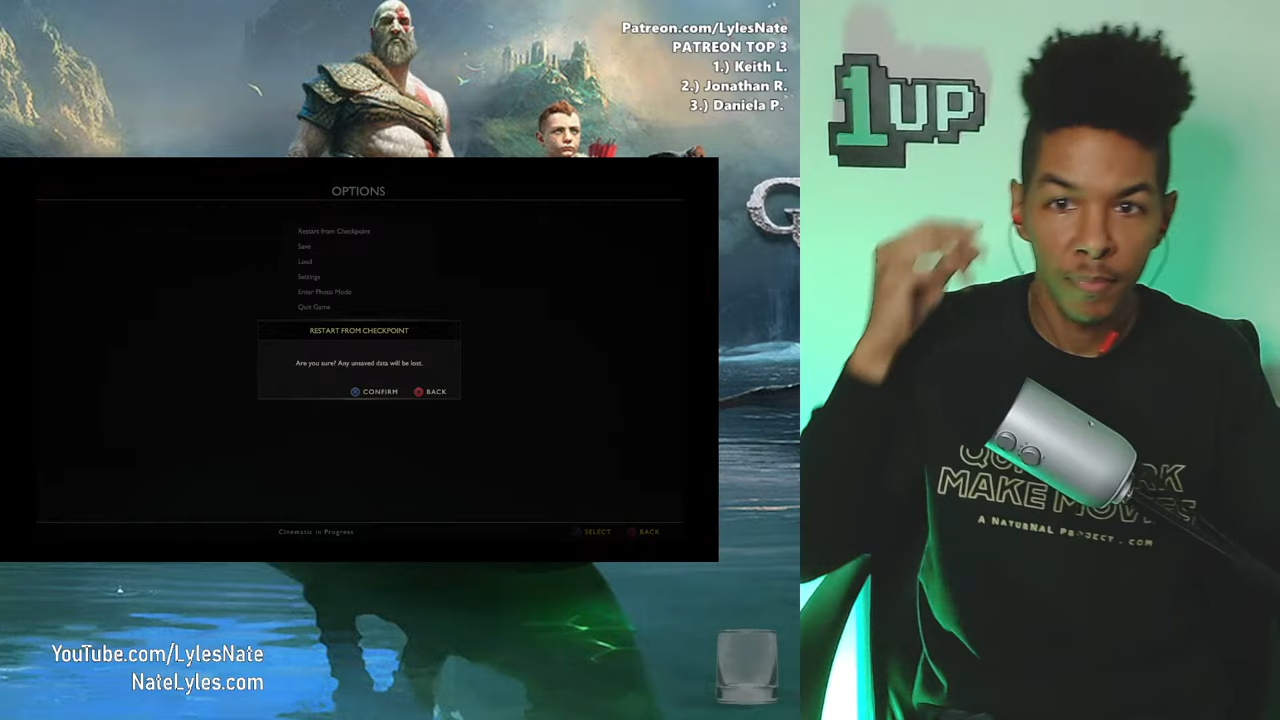 Patreon.com/LylesNate
PATREON TOP 3
1.) Keith L.
2.) Jonathan R.
3.) Daniela P.
1UP
OPTIONS
Restart from Checkpoint
Save
Load
Settings
Enter Photo Mode
Quit Game
RESTART FROM CHECKPOINT
Are you sure? Any unsaved data will be lost.
CONFIRM BACK
Cinematic in Progress
SELECT BACK
MAKE MOVIES
A NATURNAL PROJECT.COM
YouTube.com/LylesNate
NateLyles.com